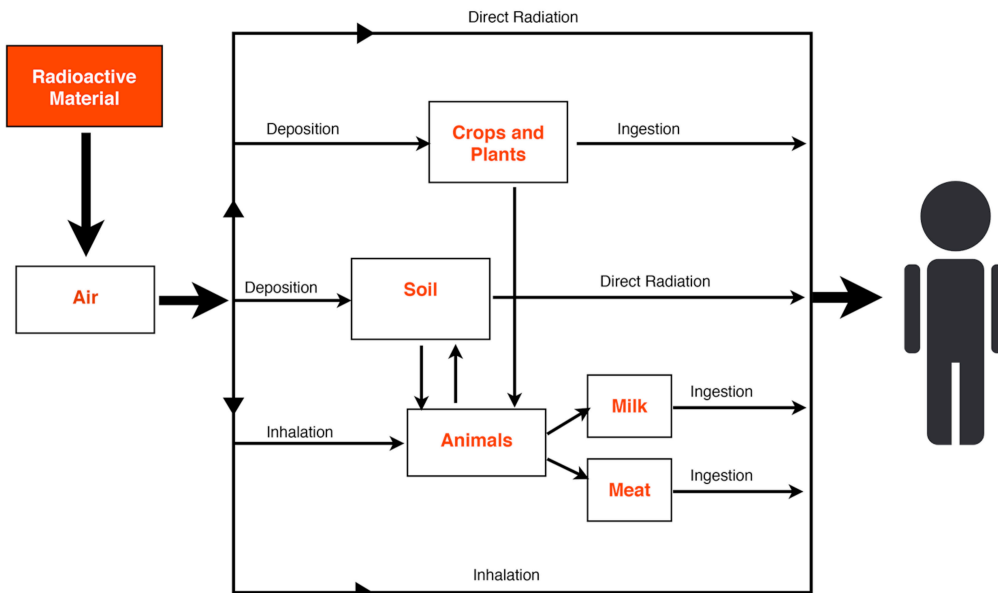 Direct Radiation
Radioactive
Material
Deposition
Crops and
Plants
Ingestion
Air
Deposition
Soil
Direct Radiation
Inhalation
Animals
Milk
Ingestion
Meat
Ingestion
Inhalation